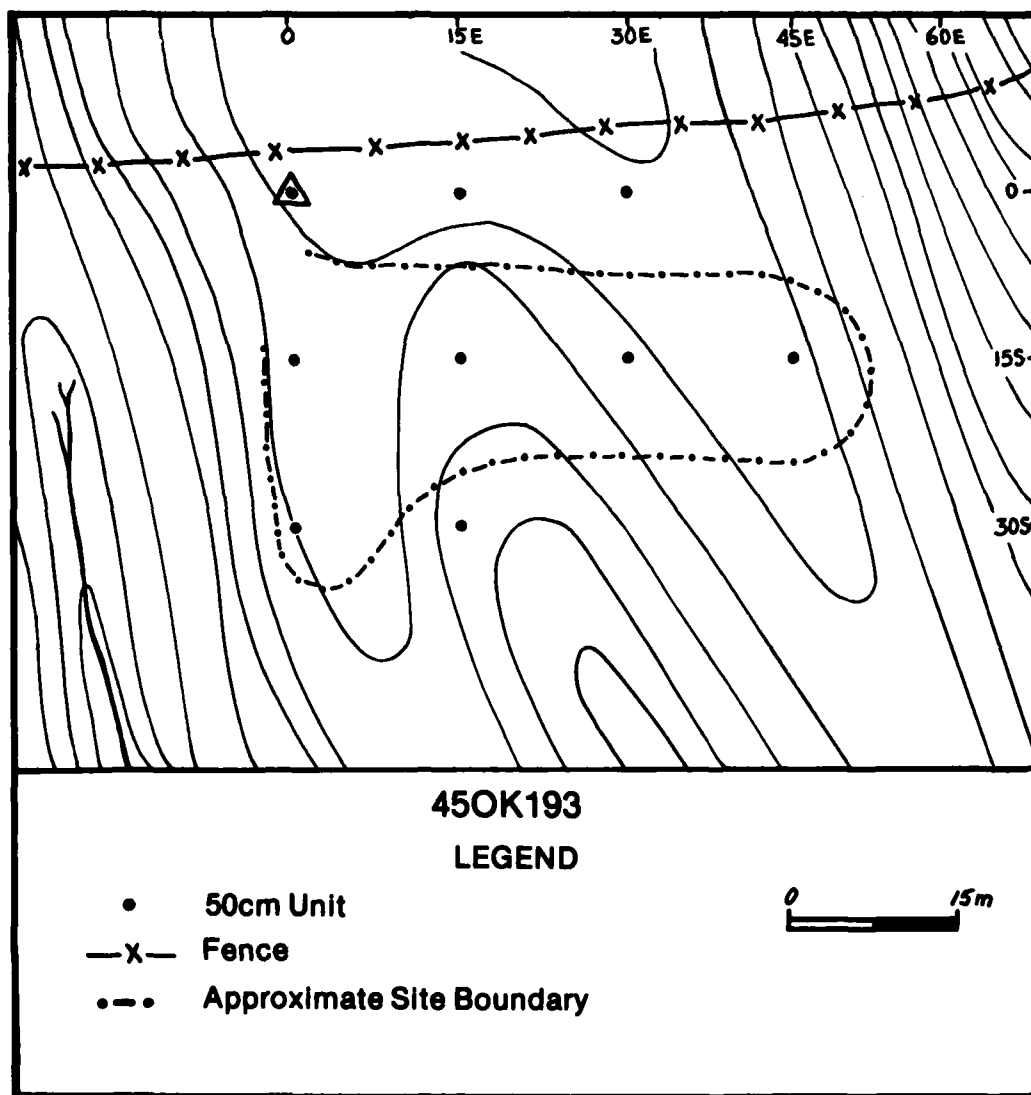 0 15E 30E 45E 60E
0
15S
30S
45OK193
LEGEND
50cm Unit
0 15m
Fence
Approximate Site Boundary